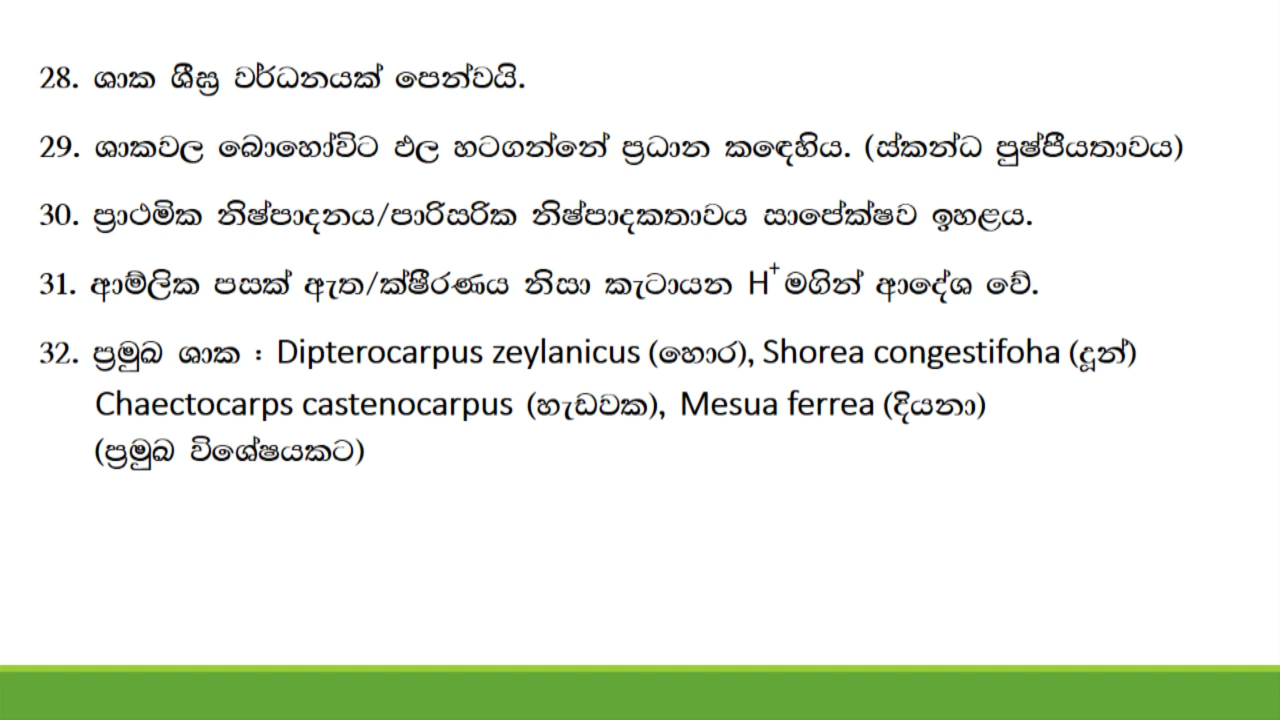 28. ශාක ශීඝ්‍ර වර්ධනයක් පෙන්වයි.
29. ශාකවල බොහෝවිට ඵල හටගන්නේ ප්‍රධාන කඳෙහිය. (ස්කන්ධ පුෂ්පීයතාවය)
30. ප්‍රාථමික නිෂ්පාදනය/පාරිසරික නිෂ්පාදකතාවය සාපේක්ෂව ඉහළය.
31. ආම්ලික පසක් ඇත/ක්ෂීරණය නිසා කැටායන H⁺ මගින් ආදේශ වේ.
32. ප්‍රමුඛ ශාක : Dipterocarpus zeylanicus (හොර), Shorea congestifoha (දූන්)
Chaectocarps castenocarpus (හැඩවක), Mesua ferrea (දියනා)
(ප්‍රමුඛ විශේෂයකට)